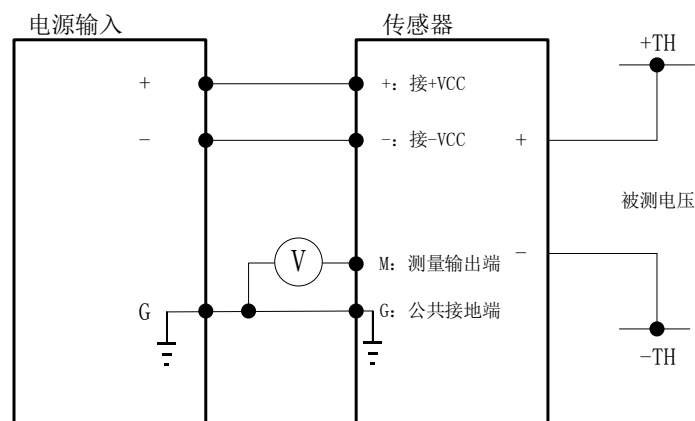 电源输入
传感器
+TH
+
+: 接+VCC
-
-: 接-VCC
+
被测电压
V
M: 测量输出端
-
G
G: 公共接地端
-TH